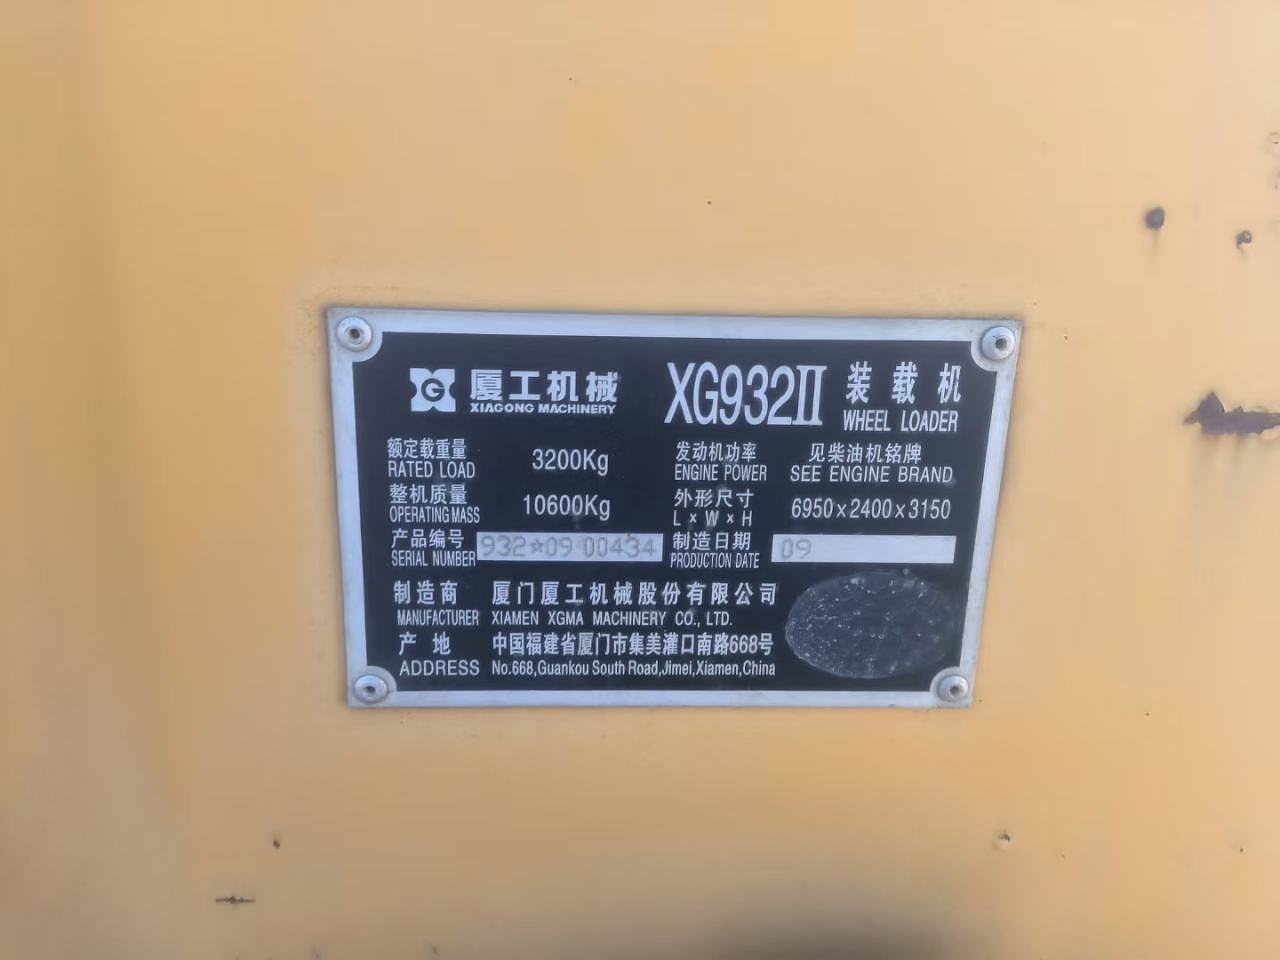 G 厦工机械 XG932II 装载机
XIAGONG MACHINERY WHEEL LOADER
额定载重量 3200Kg 发动机功率 见柴油机铭牌
RATED LOAD ENGINE POWER SEE ENGINE BRAND
整机质量 10600Kg 外形尺寸 6950×2400×3150
OPERATING MASS L×W×H
产品编号 932☆09 00434 制造日期 09
SERIAL NUMBER PRODUCTION DATE
制造商 厦门厦工机械股份有限公司
MANUFACTURER XIAMEN XGMA MACHINERY CO., LTD.
产地 中国福建省厦门市集美灌口南路668号
ADDRESS No.668,Guankou South Road,Jimei,Xiamen,China